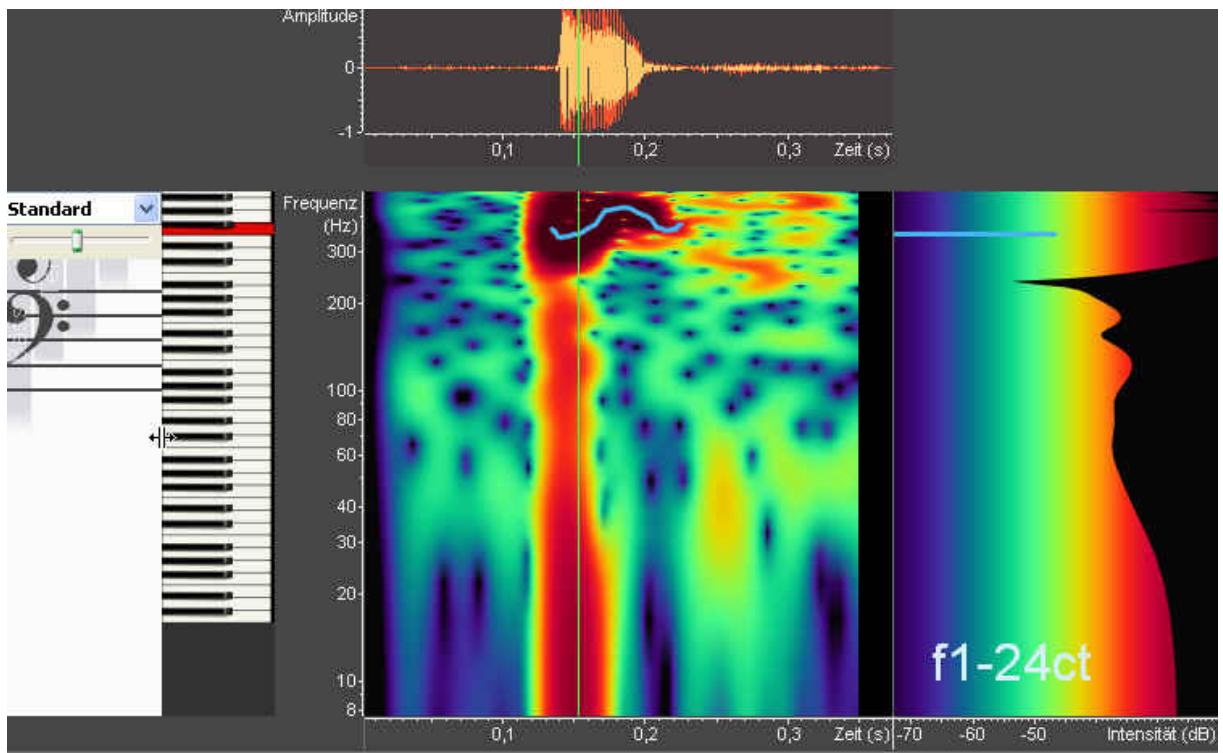 Amplitude
0
-1
0,1 0,2 0,3 Zeit (s)
Standard
Frequenz
(Hz)
300
200
100
80
60
40
30
20
10
8
f1-24ct
0,1 0,2 0,3 Zeit (s)
-70 -60 -50 Intensität (dB)